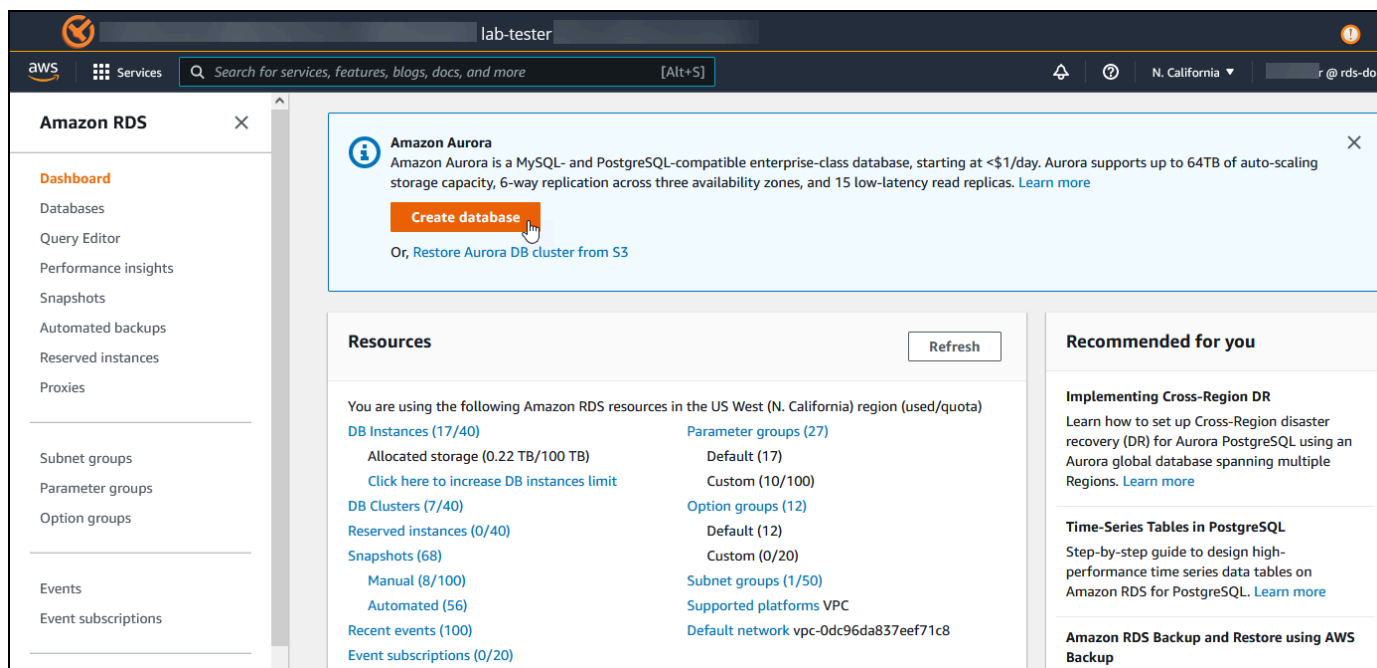 lab-tester
aws
Services
Search for services, features, blogs, docs, and more [Alt+S]
N. California
r @ rds-do
Amazon RDS
Dashboard
Databases
Query Editor
Performance insights
Snapshots
Automated backups
Reserved instances
Proxies
Subnet groups
Parameter groups
Option groups
Events
Event subscriptions
Amazon Aurora
Amazon Aurora is a MySQL- and PostgreSQL-compatible enterprise-class database, starting at <$1/day. Aurora supports up to 64TB of auto-scaling
storage capacity, 6-way replication across three availability zones, and 15 low-latency read replicas. Learn more
Create database
Or, Restore Aurora DB cluster from S3
Resources
Refresh
You are using the following Amazon RDS resources in the US West (N. California) region (used/quota)
DB Instances (17/40)
Allocated storage (0.22 TB/100 TB)
Click here to increase DB instances limit
DB Clusters (7/40)
Reserved instances (0/40)
Snapshots (68)
Manual (8/100)
Automated (56)
Recent events (100)
Event subscriptions (0/20)
Parameter groups (27)
Default (17)
Custom (10/100)
Option groups (12)
Default (12)
Custom (0/20)
Subnet groups (1/50)
Supported platforms VPC
Default network vpc-0dc96da837eef71c8
Recommended for you
Implementing Cross-Region DR
Learn how to set up Cross-Region disaster
recovery (DR) for Aurora PostgreSQL using an
Aurora global database spanning multiple
Regions. Learn more
Time-Series Tables in PostgreSQL
Step-by-step guide to design high-
performance time series data tables on
Amazon RDS for PostgreSQL. Learn more
Amazon RDS Backup and Restore using AWS
Backup